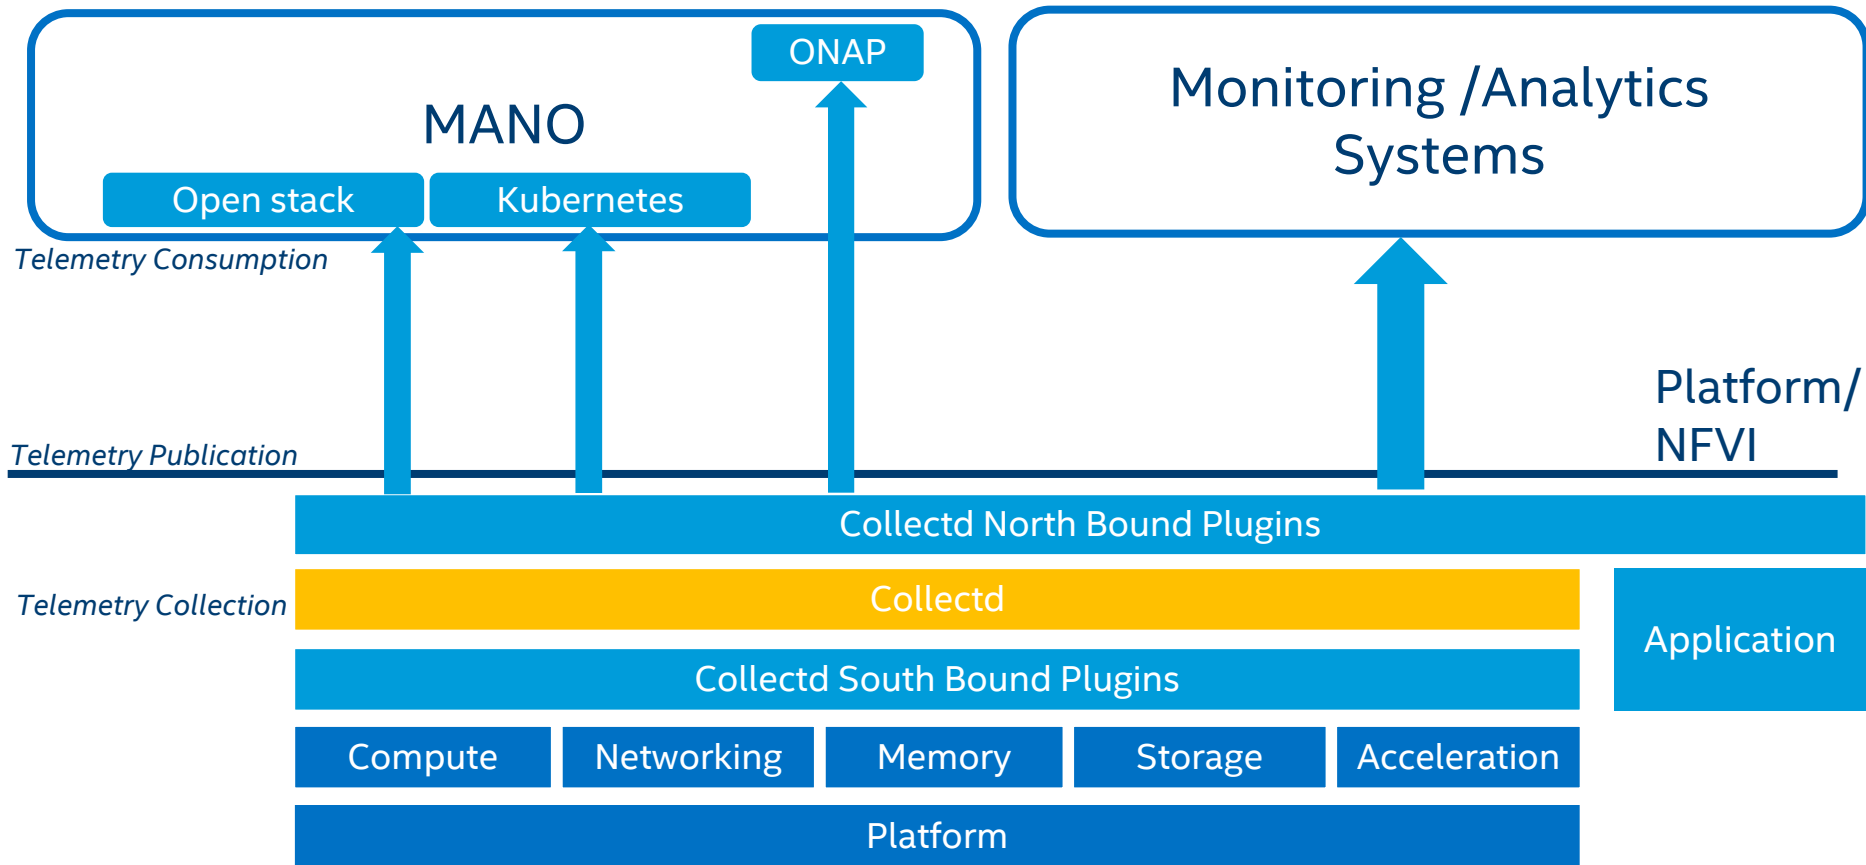 ONAP
MANO
Open stack
Kubernetes
Monitoring /Analytics
Systems
Telemetry Consumption
Platform/
NFVI
Telemetry Publication
Collectd North Bound Plugins
Telemetry Collection
Collectd
Application
Collectd South Bound Plugins
Compute
Networking
Memory
Storage
Acceleration
Platform